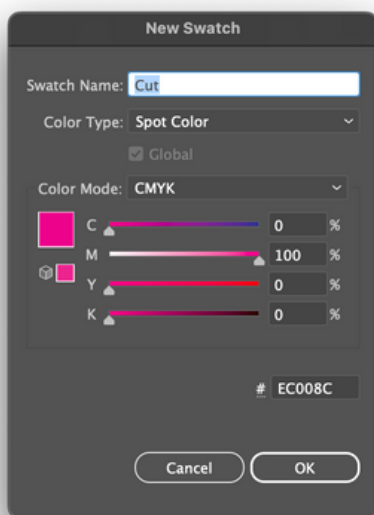 New Swatch
Swatch Name: Cut
Color Type: Spot Color
Global
Color Mode: CMYK
C 0 %
M 100 %
Y 0 %
K 0 %
# EC008C
Cancel OK